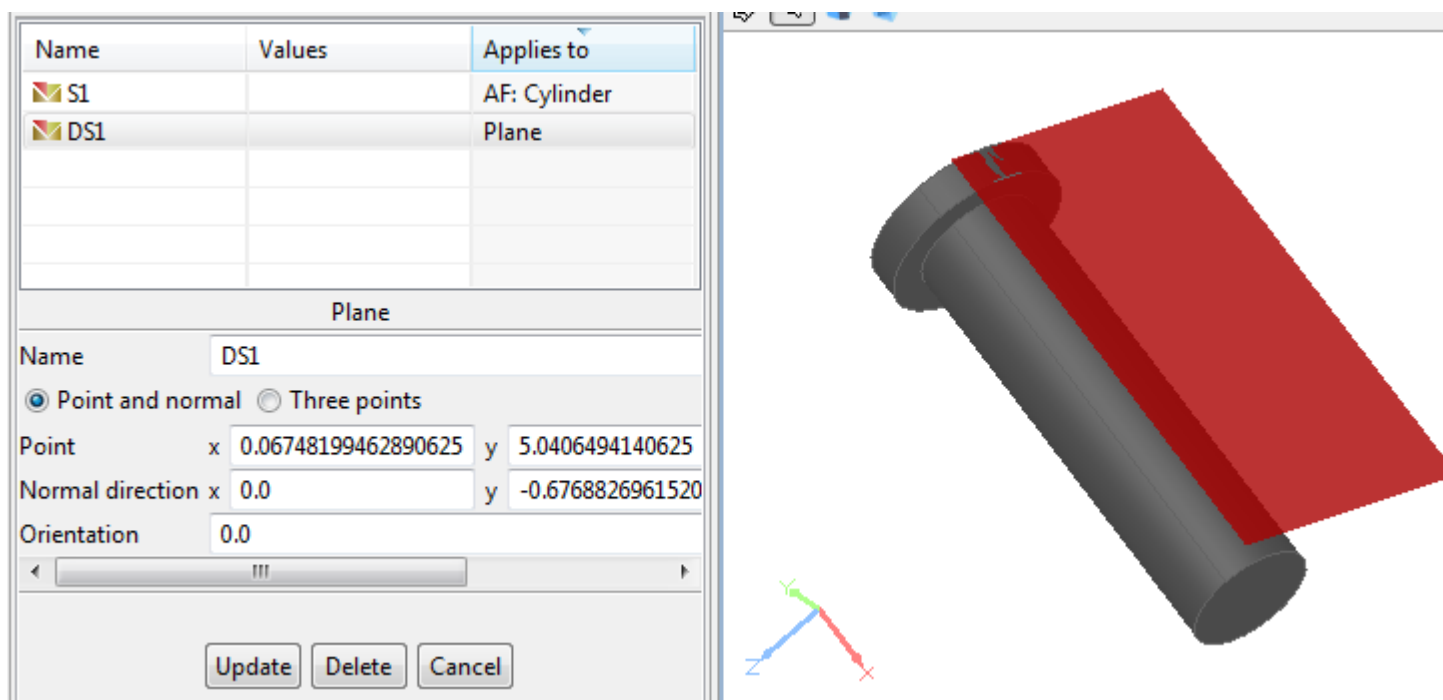 Name Values Applies to
S1 AF: Cylinder
DS1 Plane
Plane
Name DS1
Point and normal Three points
Point x 0.06748199462890625 y 5.0406494140625
Normal direction x 0.0 y -0.6768826961520
Orientation 0.0
Update Delete Cancel
Y
Z X